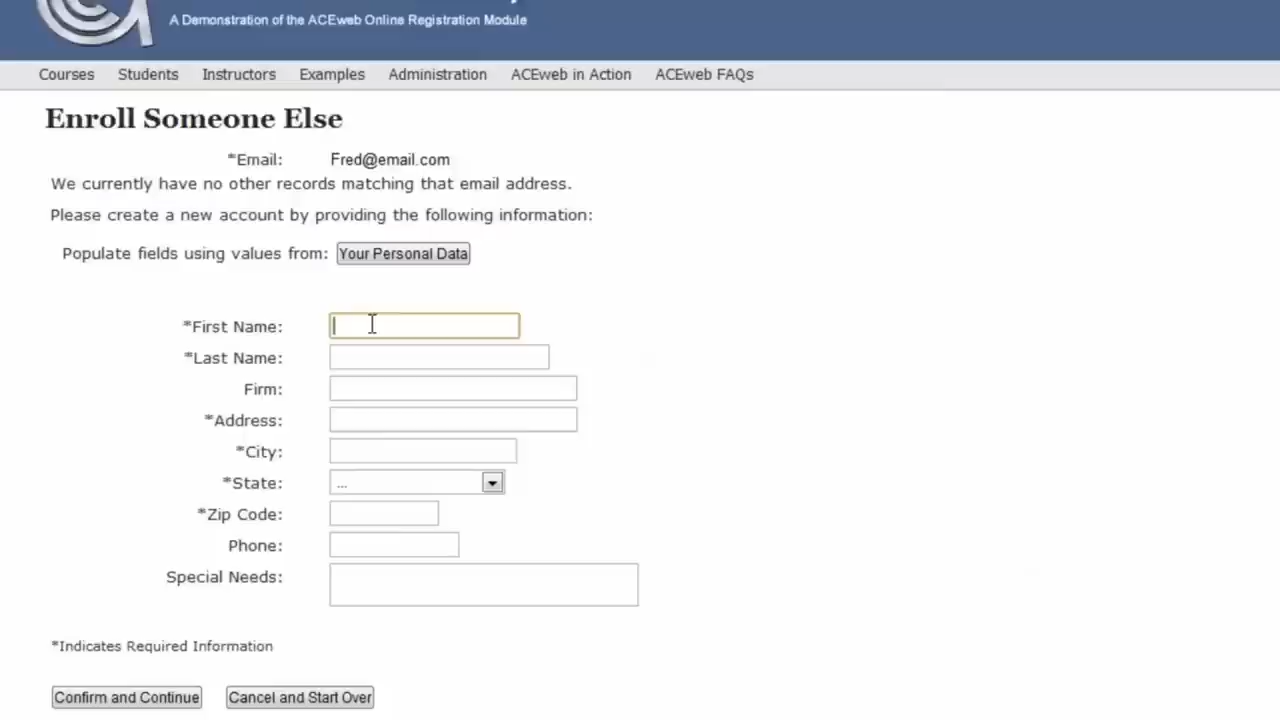 A Demonstration of the ACEweb Online Registration Module
Courses Students Instructors Examples Administration ACEweb in Action ACEweb FAQs
Enroll Someone Else
*Email: Fred@email.com
We currently have no other records matching that email address.
Please create a new account by providing the following information:
Populate fields using values from: Your Personal Data
*First Name:
*Last Name:
Firm:
*Address:
*City:
*State: ...
*Zip Code:
Phone:
Special Needs:
*Indicates Required Information
Confirm and Continue Cancel and Start Over